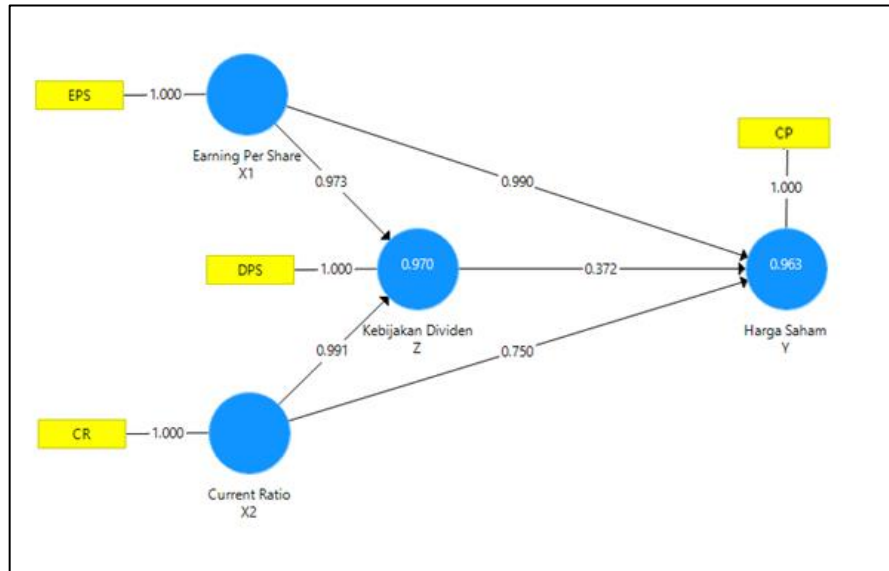 EPS
1.000
Earning Per Share
X1
CP
1.000
0.973
0.990
DPS
1.000
0.970
0.372
0.963
Kebijakan Dividen
Z
Harga Saham
Y
0.991
0.750
CR
1.000
Current Ratio
X2